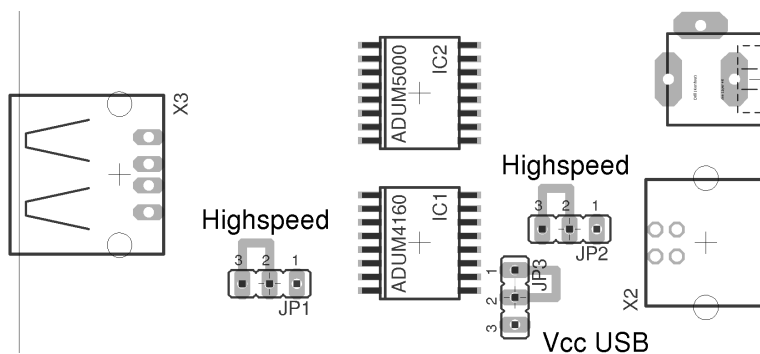 X3
ADUM5000
IC2
Highspeed
3 2 1
JP2
ADUM4160
IC1
Highspeed
3 2 1
JP1
1
2
3
JP3
X2
Vcc USB